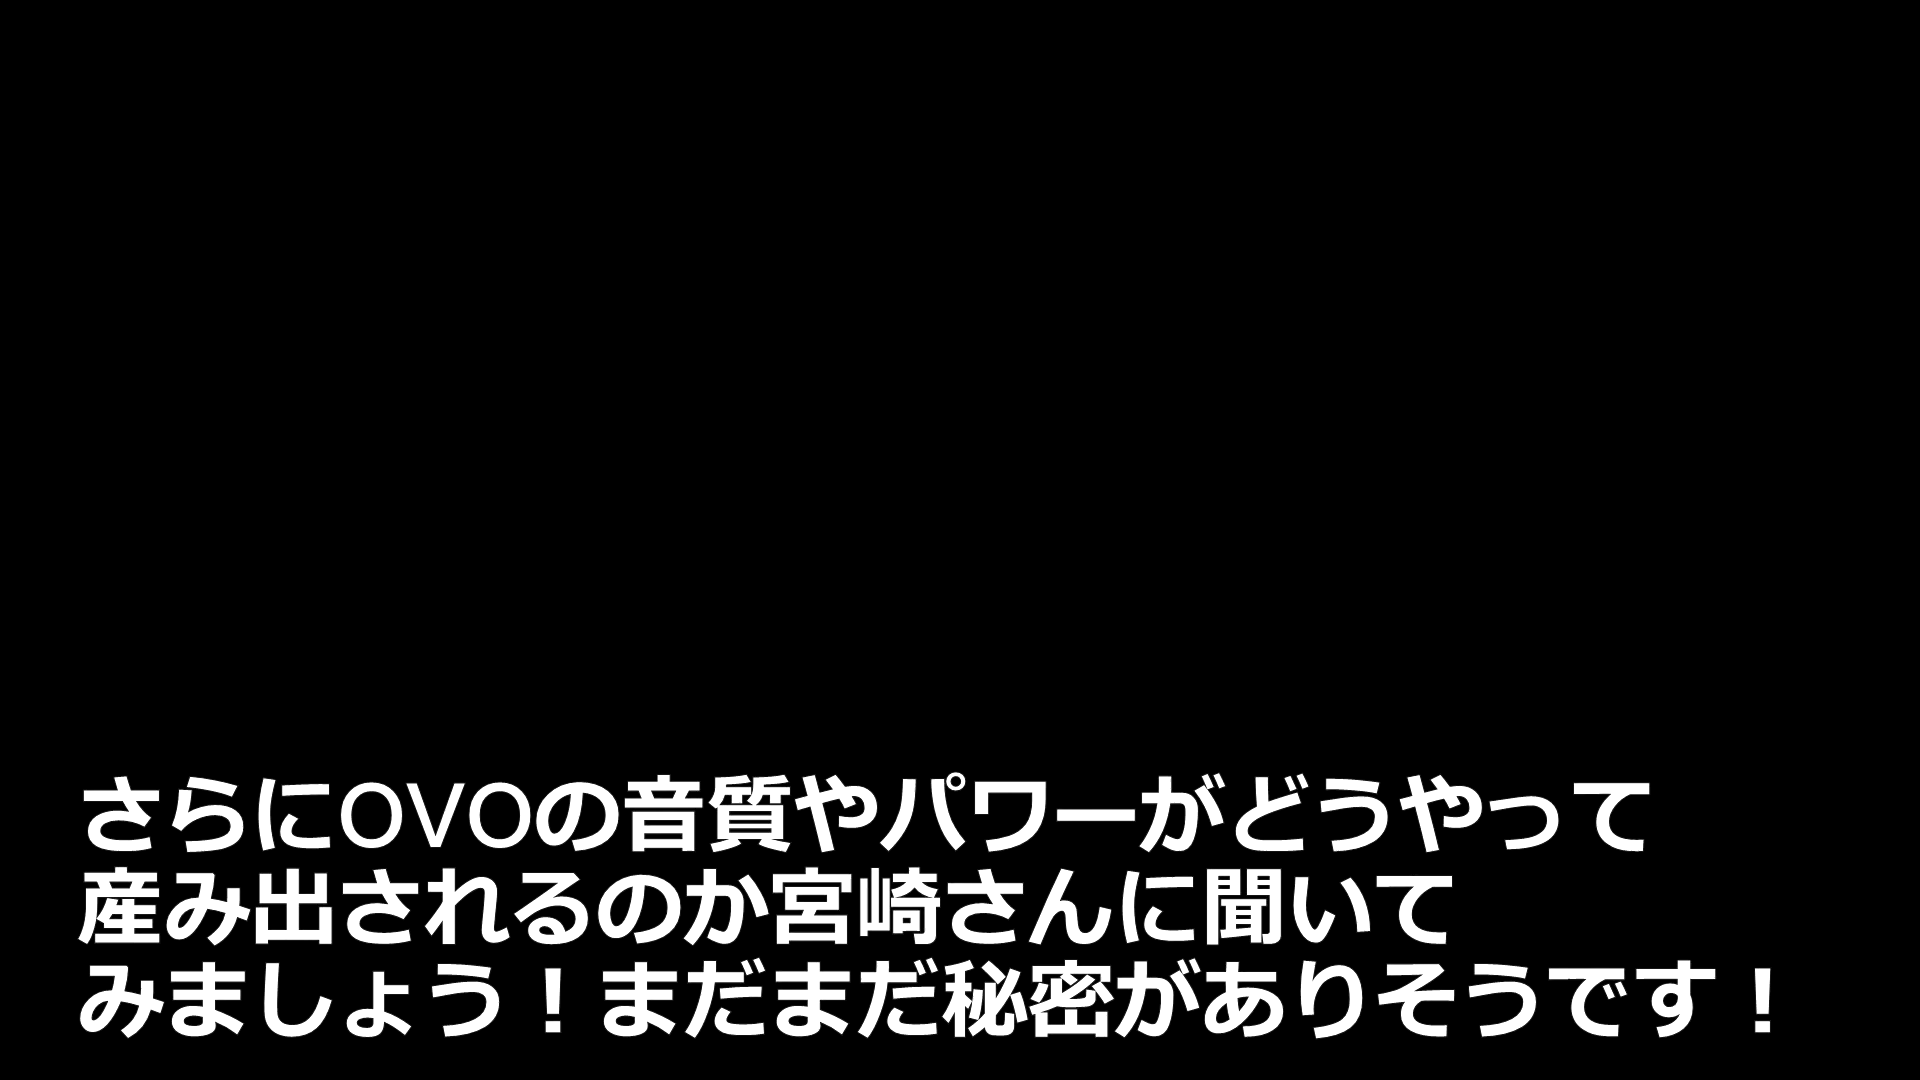 さらにOVOの音質やパワーがどうやって
産み出されるのか宮崎さんに聞いて
みましょう！まだまだ秘密がありそうです！